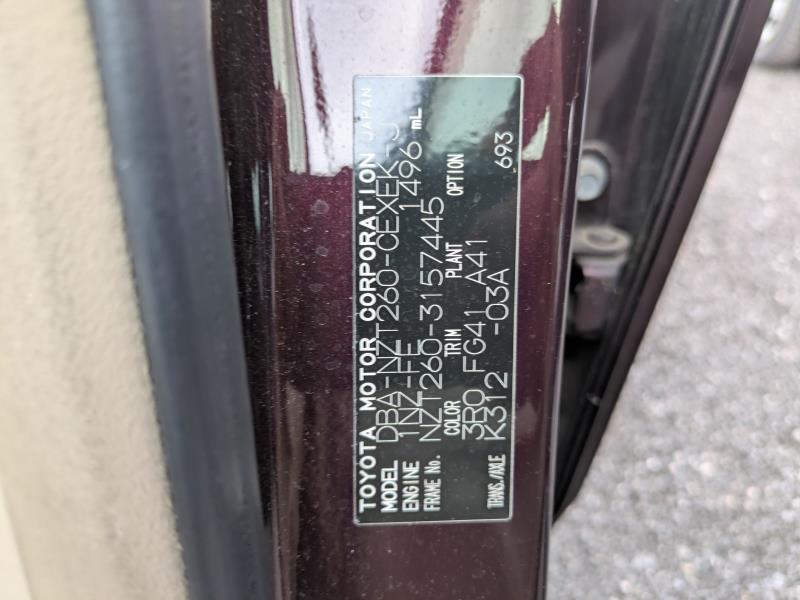 TOYOTA MOTOR CORPORATION JAPAN
MODEL DBA-NZT260-CEXEK-J
ENGINE 1NZ-FE 1496 mL
FRAME No. NZT260-3157445
COLOR TRIM PLANT OPTION
3R0 FG41 A41 693
TRANS./AXLE K312 -03A